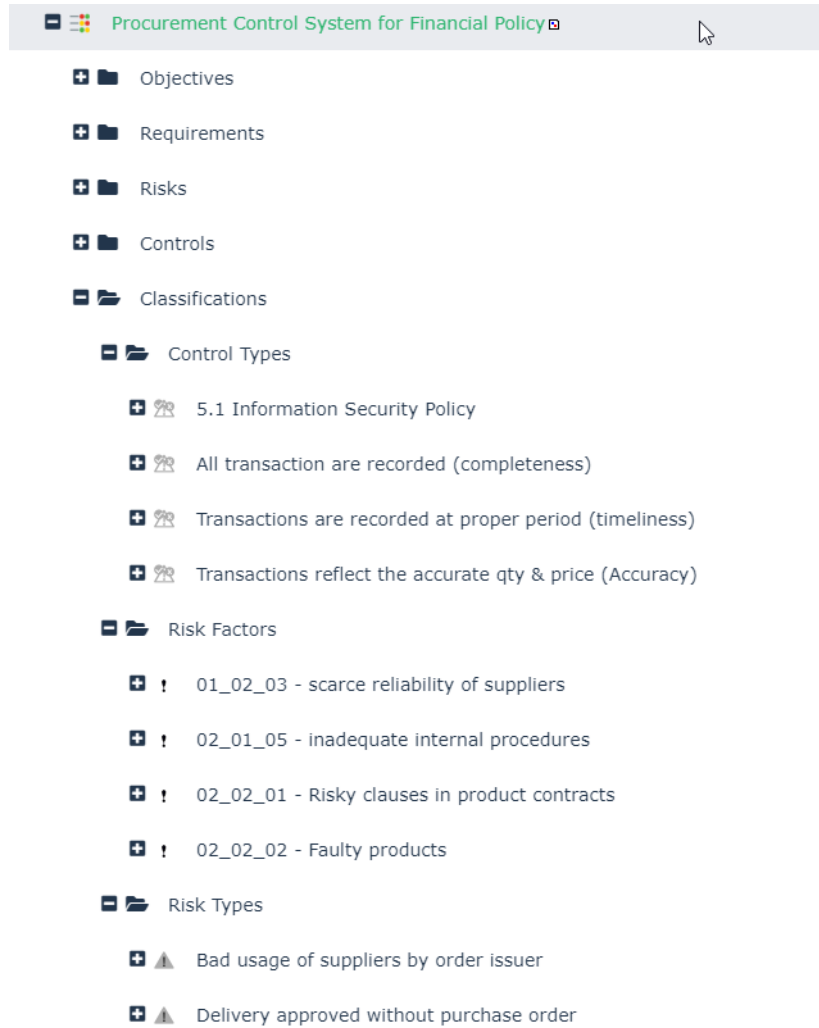 Procurement Control System for Financial Policy
Objectives
Requirements
Risks
Controls
Classifications
Control Types
5.1 Information Security Policy
All transaction are recorded (completeness)
Transactions are recorded at proper period (timeliness)
Transactions reflect the accurate qty & price (Accuracy)
Risk Factors
01_02_03 - scarce reliability of suppliers
02_01_05 - inadequate internal procedures
02_02_01 - Risky clauses in product contracts
02_02_02 - Faulty products
Risk Types
Bad usage of suppliers by order issuer
Delivery approved without purchase order